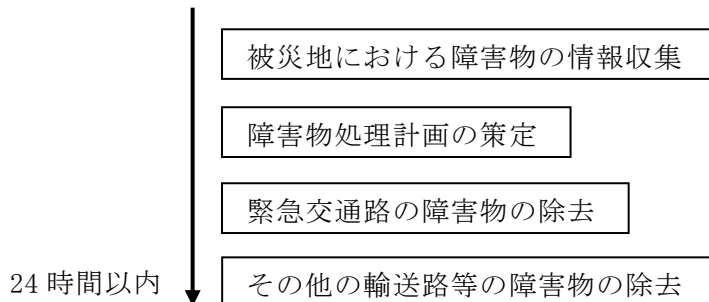 被災地における障害物の情報収集
障害物処理計画の策定
緊急交通路の障害物の除去
24 時間以内
その他の輸送路等の障害物の除去